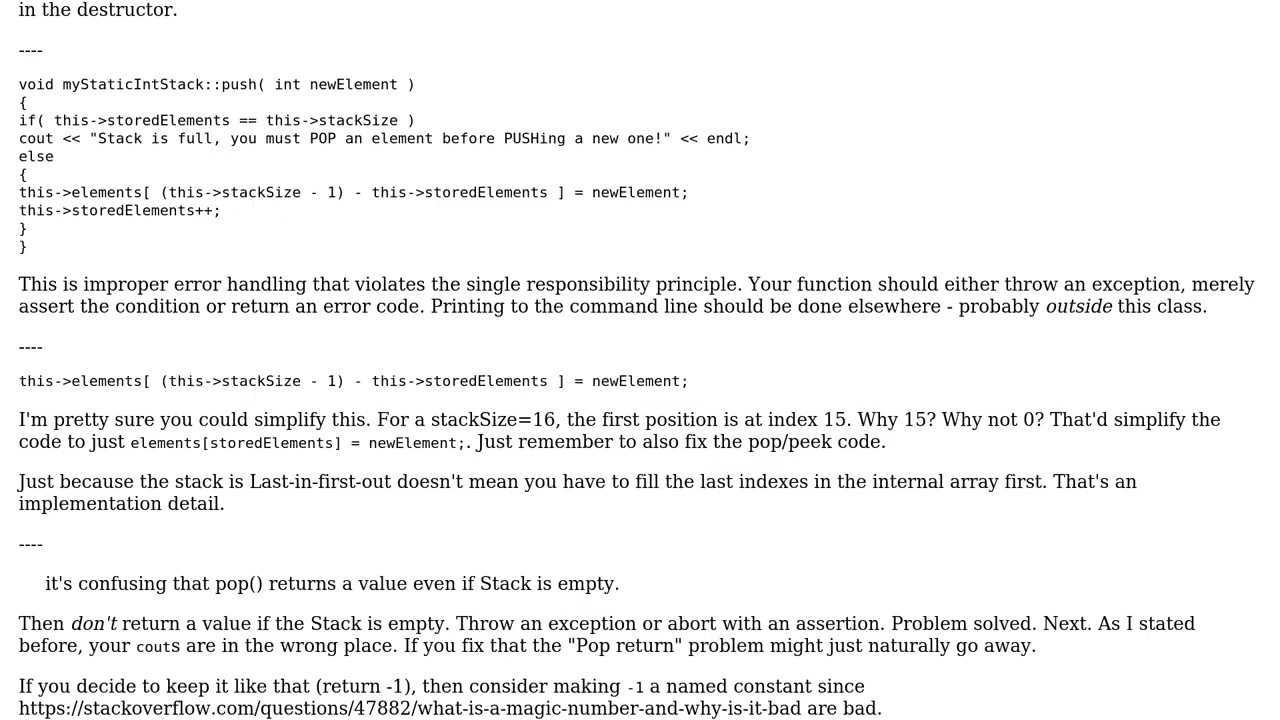 in the destructor.
----
void myStaticIntStack::push( int newElement )
{
if( this->storedElements == this->stackSize )
cout << "Stack is full, you must POP an element before PUSHing a new one!" << endl;
else
{
this->elements[ (this->stackSize - 1) - this->storedElements ] = newElement;
this->storedElements++;
}
}
This is improper error handling that violates the single responsibility principle. Your function should either throw an exception, merely
assert the condition or return an error code. Printing to the command line should be done elsewhere - probably outside this class.
----
this->elements[ (this->stackSize - 1) - this->storedElements ] = newElement;
I'm pretty sure you could simplify this. For a stackSize=16, the first position is at index 15. Why 15? Why not 0? That'd simplify the
code to just elements[storedElements] = newElement;. Just remember to also fix the pop/peek code.
Just because the stack is Last-in-first-out doesn't mean you have to fill the last indexes in the internal array first. That's an
implementation detail.
----
it's confusing that pop() returns a value even if Stack is empty.
Then don't return a value if the Stack is empty. Throw an exception or abort with an assertion. Problem solved. Next. As I stated
before, your couts are in the wrong place. If you fix that the "Pop return" problem might just naturally go away.
If you decide to keep it like that (return -1), then consider making -1 a named constant since
https://stackoverflow.com/questions/47882/what-is-a-magic-number-and-why-is-it-bad are bad.